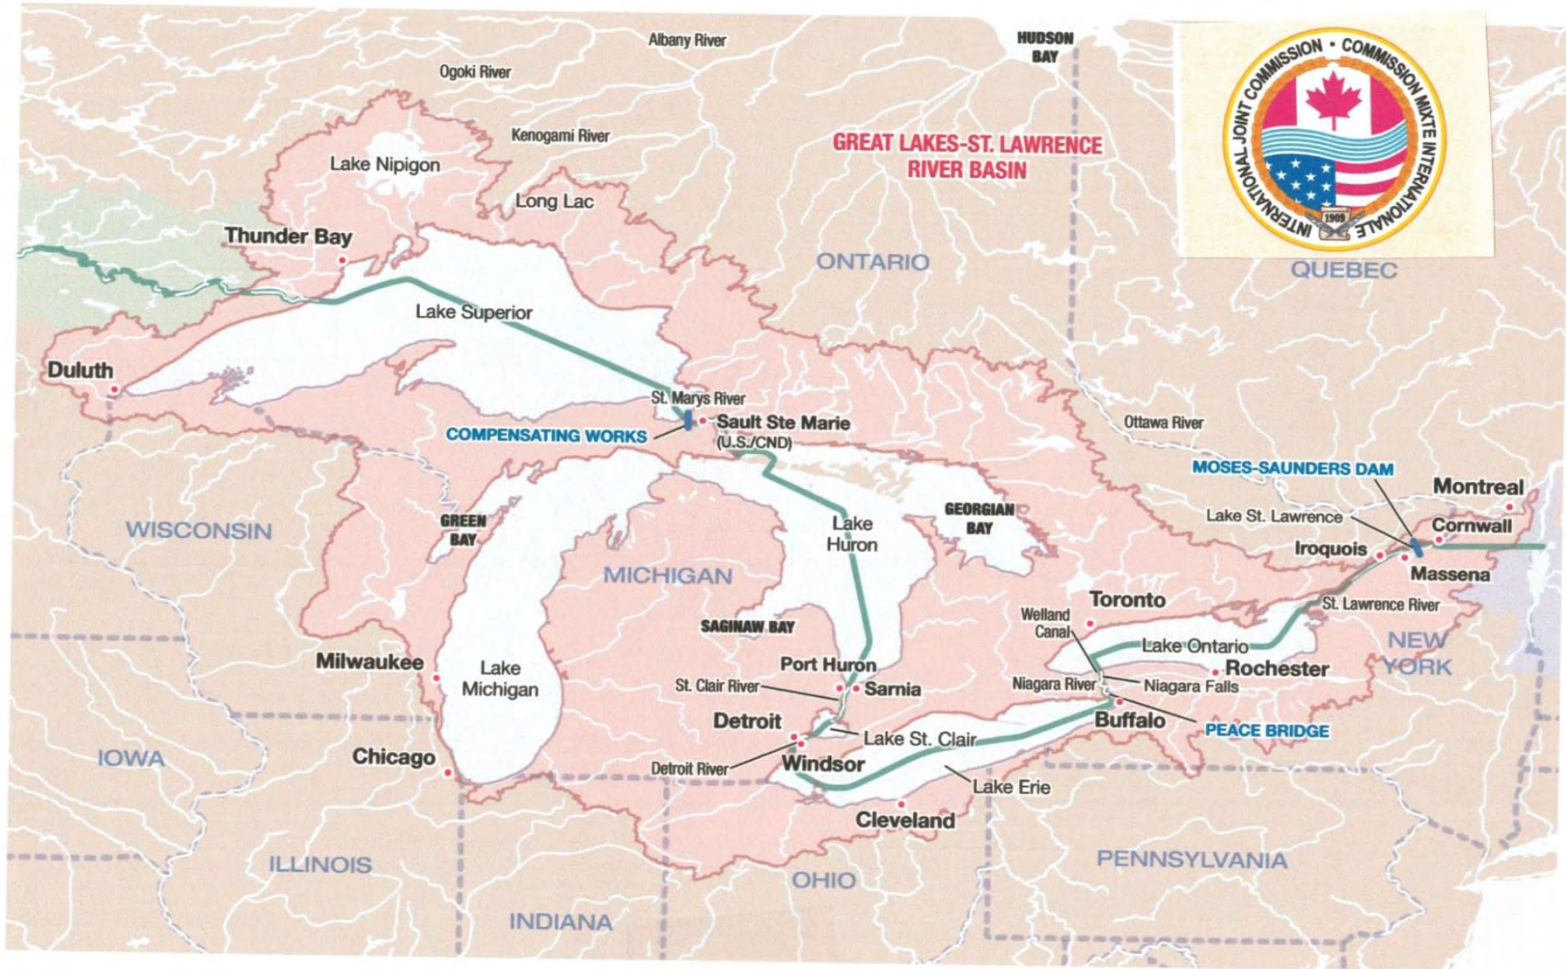 Albany River
HUDSON
BAY
Ogoki River
Kenogami River
GREAT LAKES-ST. LAWRENCE
RIVER BASIN
INTERNATIONAL JOINT COMMISSION • COMMISSION MIXTE INTERNATIONALE
1909
Lake Nipigon
Long Lac
Thunder Bay
ONTARIO
QUEBEC
Lake Superior
Duluth
St. Marys River
Sault Ste Marie
(U.S./CND)
COMPENSATING WORKS
Ottawa River
MOSES-SAUNDERS DAM
Montreal
Lake St. Lawrence
Cornwall
Iroquois
Massena
St. Lawrence River
WISCONSIN
GREEN
BAY
GEORGIAN
BAY
Lake
Huron
MICHIGAN
SAGINAW BAY
Toronto
Welland
Canal
Lake Ontario
NEW
YORK
Rochester
Milwaukee
Lake
Michigan
Port Huron
St. Clair River
Sarnia
Niagara River
Niagara Falls
Detroit
Buffalo
PEACE BRIDGE
Lake St. Clair
Chicago
Detroit River
Windsor
Lake Erie
Cleveland
IOWA
ILLINOIS
INDIANA
OHIO
PENNSYLVANIA